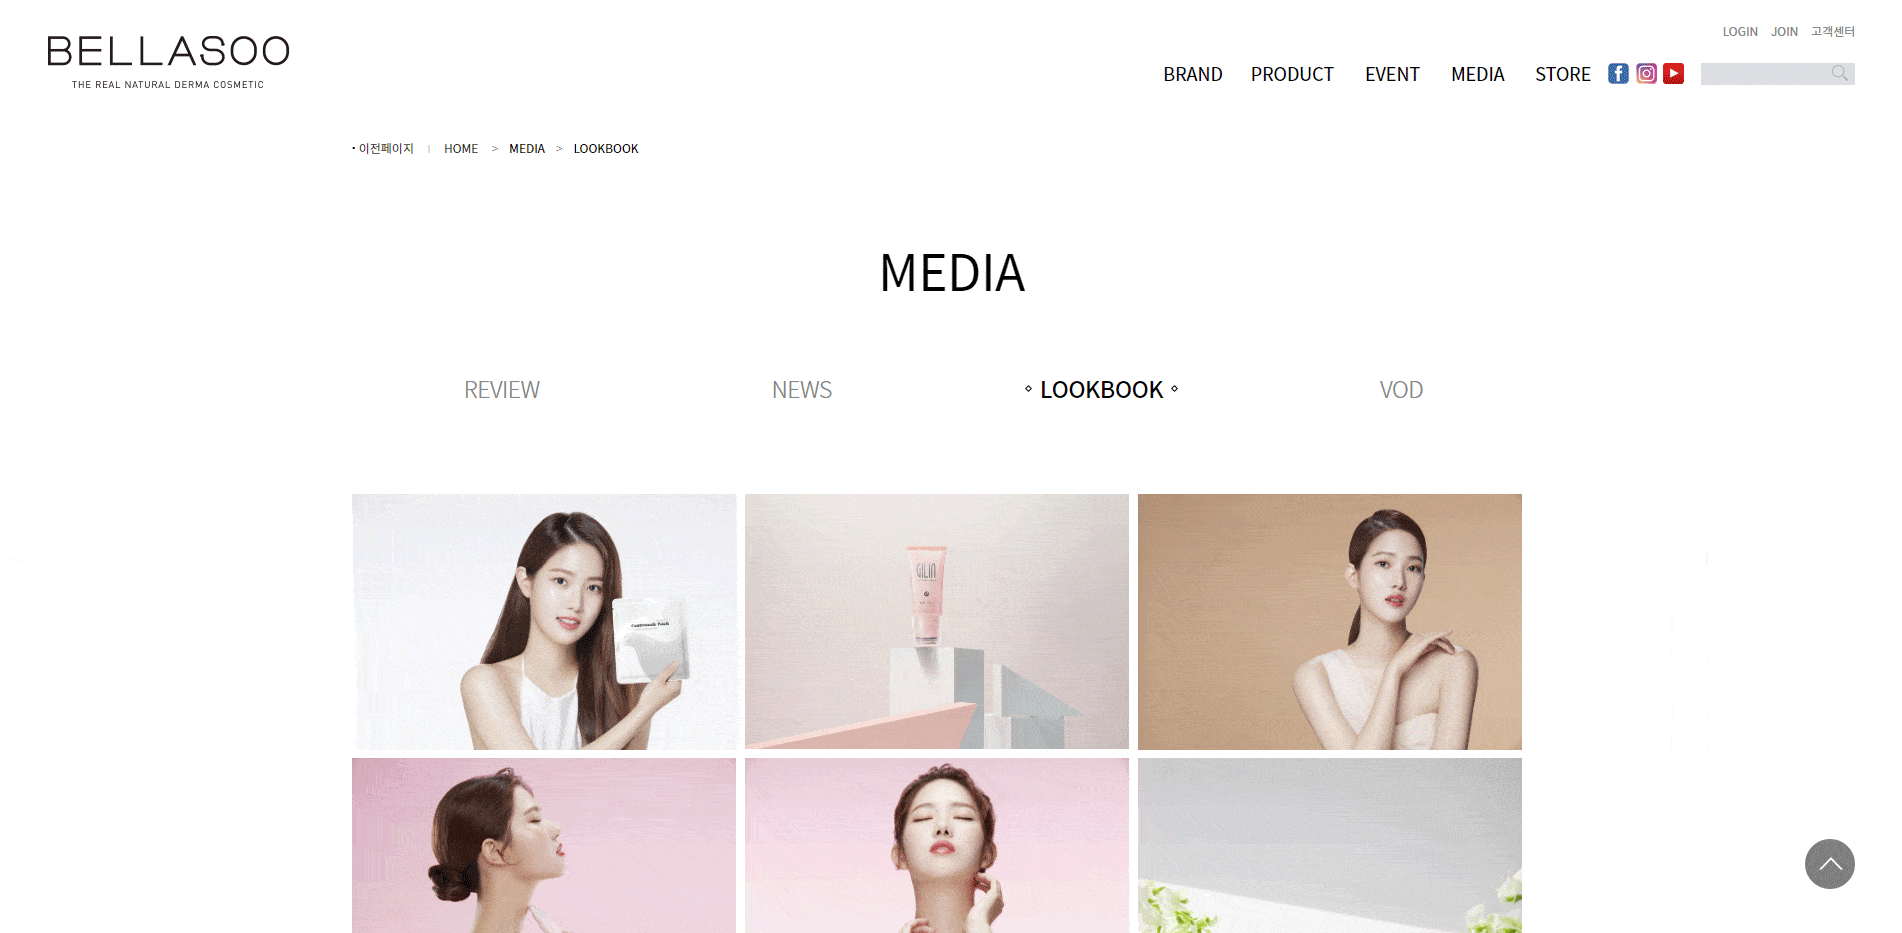 LOGIN JOIN 고객센터
BELLASOO
THE REAL NATURAL DERMA COSMETIC
BRAND PRODUCT EVENT MEDIA STORE
• 이전페이지 | HOME > MEDIA > LOOKBOOK
MEDIA
REVIEW NEWS ⋄ LOOKBOOK ⋄ VOD
GILIN